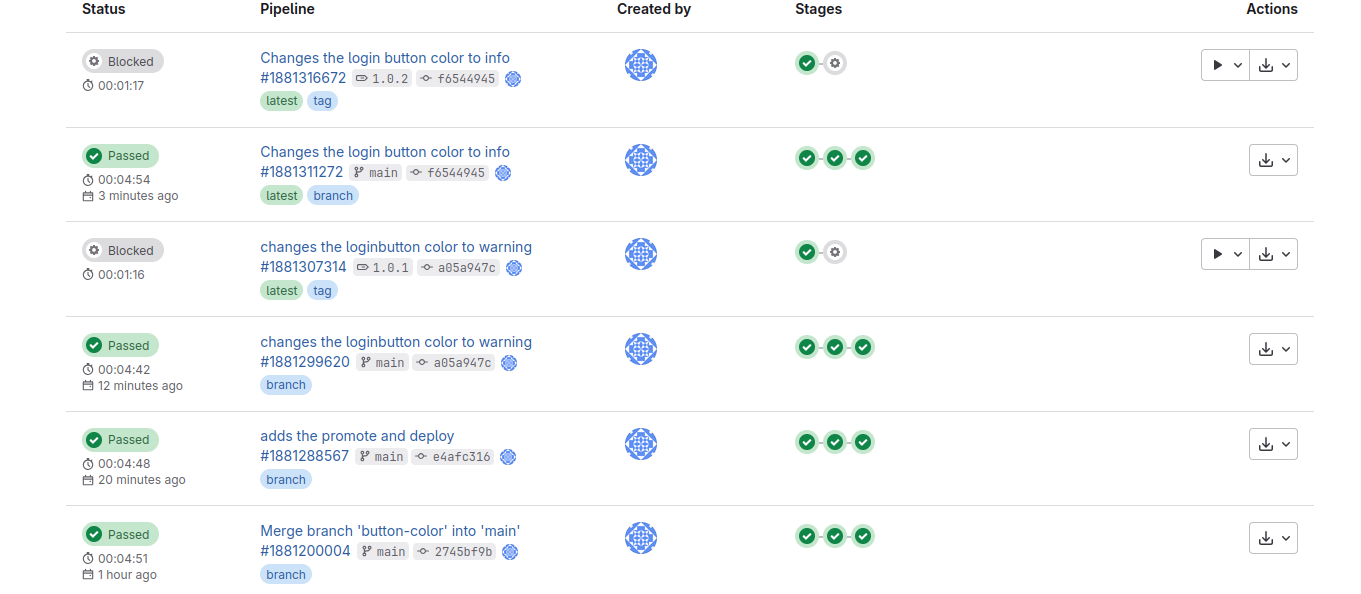 Status Pipeline Created by Stages Actions
Blocked
00:01:17
Changes the login button color to info
#1881316672 1.0.2 f6544945
latest tag
Passed
00:04:54
3 minutes ago
Changes the login button color to info
#1881311272 main f6544945
latest branch
Blocked
00:01:16
changes the loginbutton color to warning
#1881307314 1.0.1 a05a947c
latest tag
Passed
00:04:42
12 minutes ago
changes the loginbutton color to warning
#1881299620 main a05a947c
branch
Passed
00:04:48
20 minutes ago
adds the promote and deploy
#1881288567 main e4afc316
branch
Passed
00:04:51
1 hour ago
Merge branch 'button-color' into 'main'
#1881200004 main 2745bf9b
branch